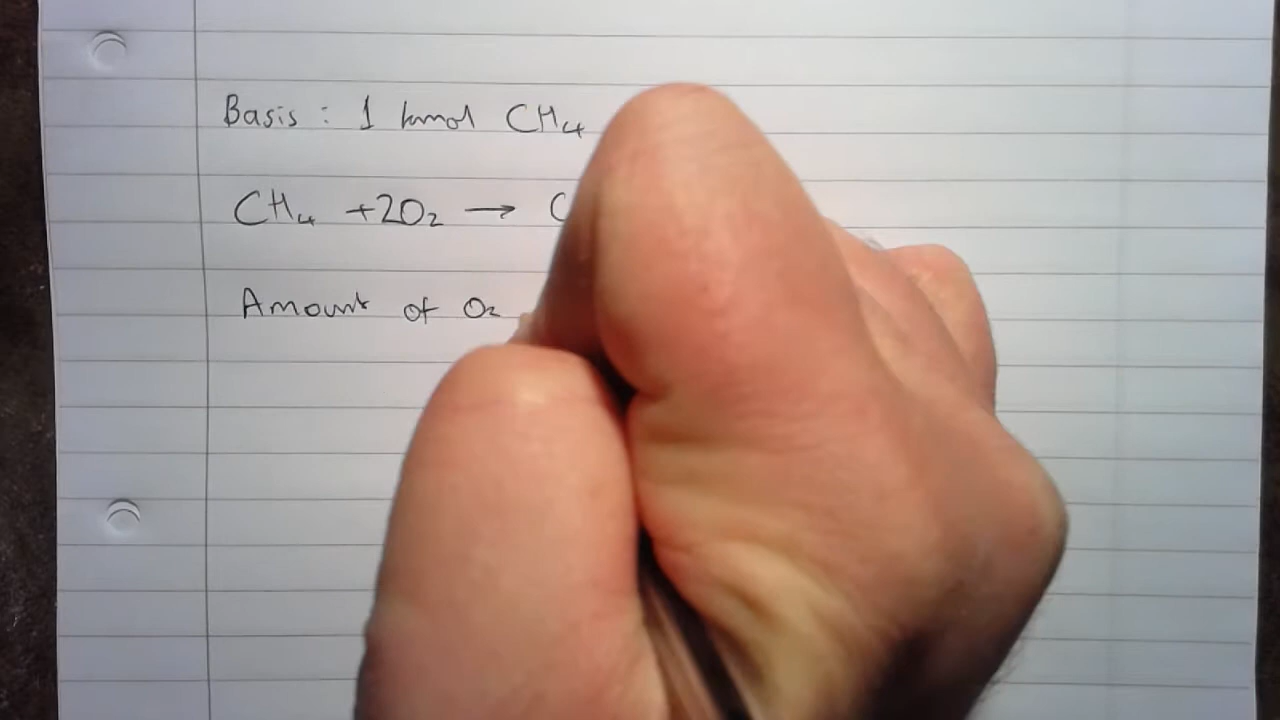 Basis : 1 kmol CH₄
CH₄ +2O₂ → C
Amount of O₂